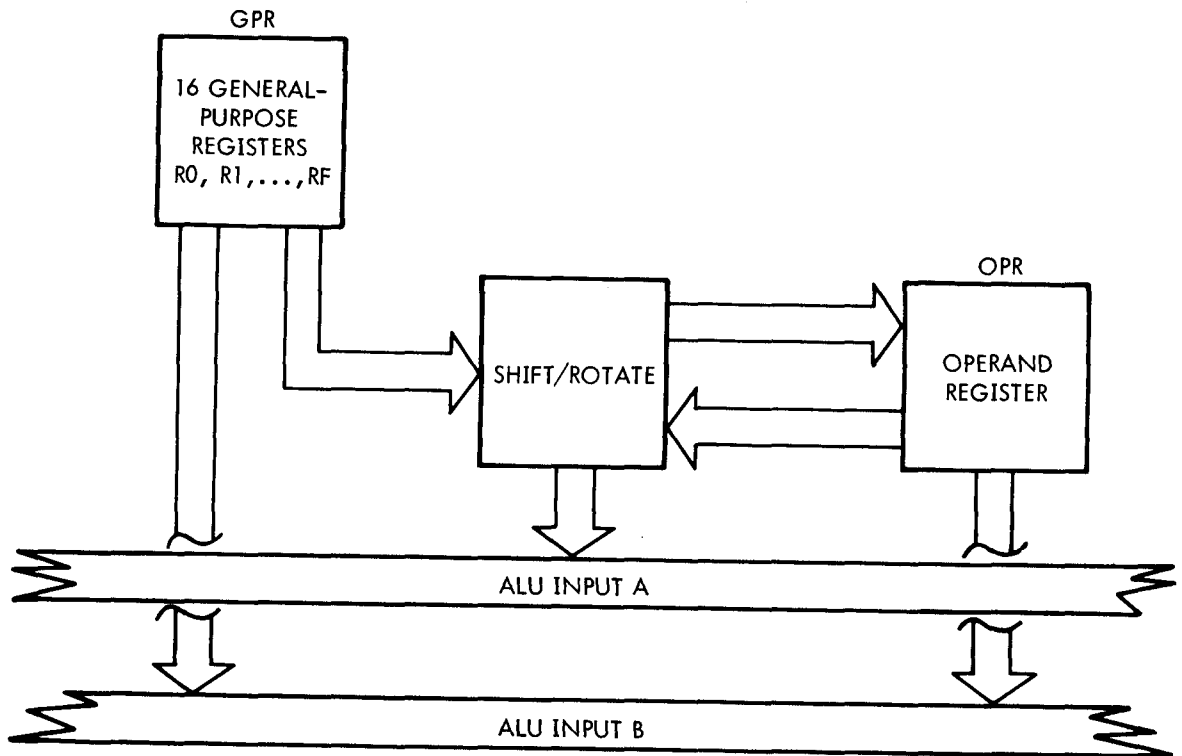 GPR
16 GENERAL-
PURPOSE
REGISTERS
R0, R1,...,RF
SHIFT/ROTATE
OPR
OPERAND
REGISTER
ALU INPUT A
ALU INPUT B